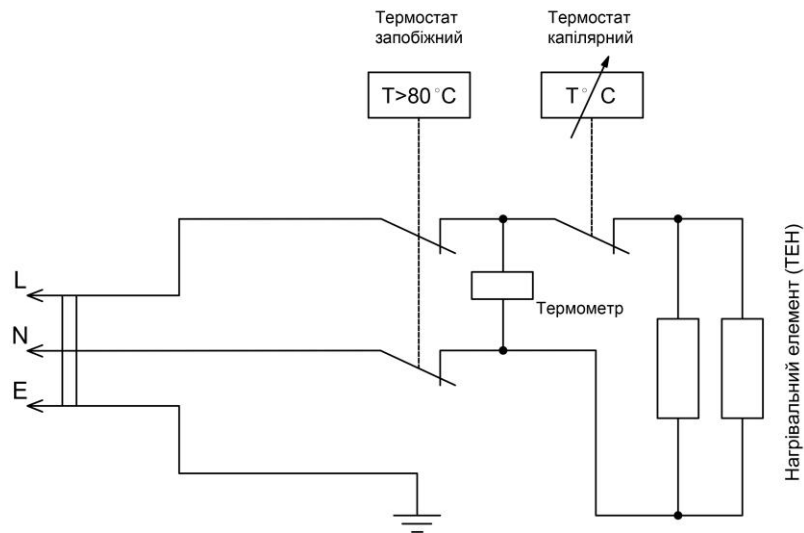 Термостат
запобіжний
Термостат
капілярний
T>80 °C
T° C
L
N
E
Термометр
Нагрівальний елемент (ТЕН)